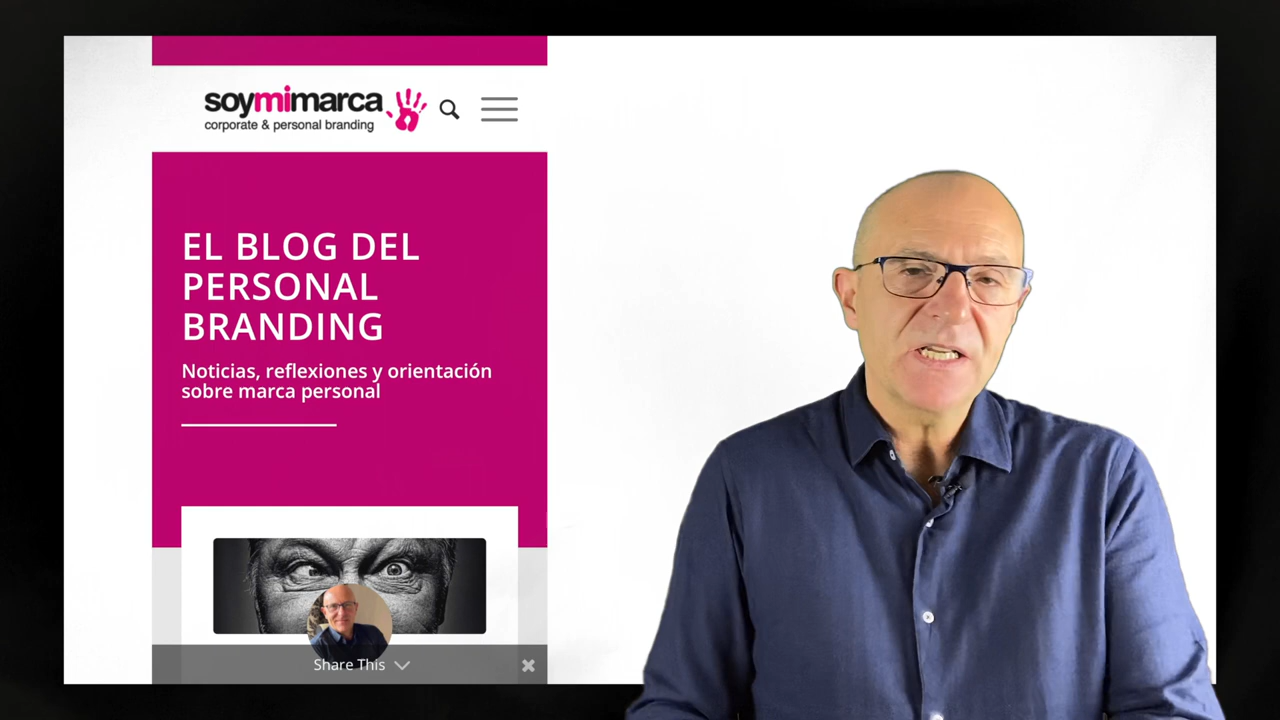 soymimarca
corporate & personal branding
EL BLOG DEL
PERSONAL
BRANDING
Noticias, reflexiones y orientación
sobre marca personal
Share This